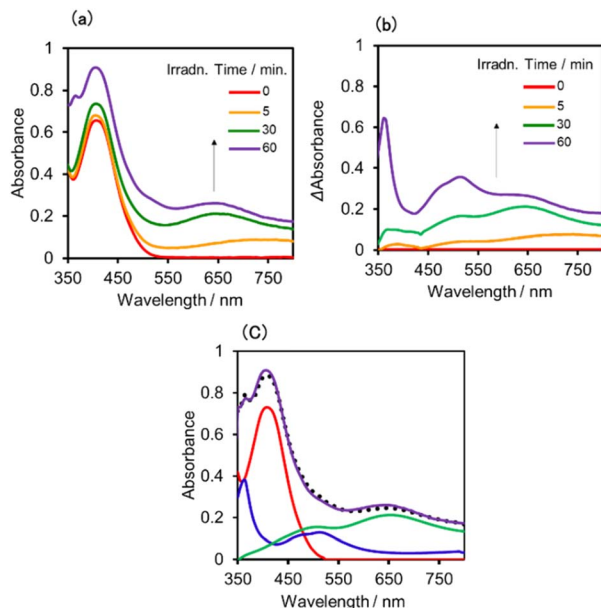 (a)
Irradn. Time / min.
0
5
30
60
Absorbance
1
0.8
0.6
0.4
0.2
0
350 450 550 650 750
Wavelength / nm
(b)
Irradn. Time / min.
0
5
30
60
ΔAbsorbance
1
0.8
0.6
0.4
0.2
0
350 450 550 650 750
Wavelength / nm
(C)
Absorbance
1
0.8
0.6
0.4
0.2
0
350 450 550 650 750
Wavelength / nm